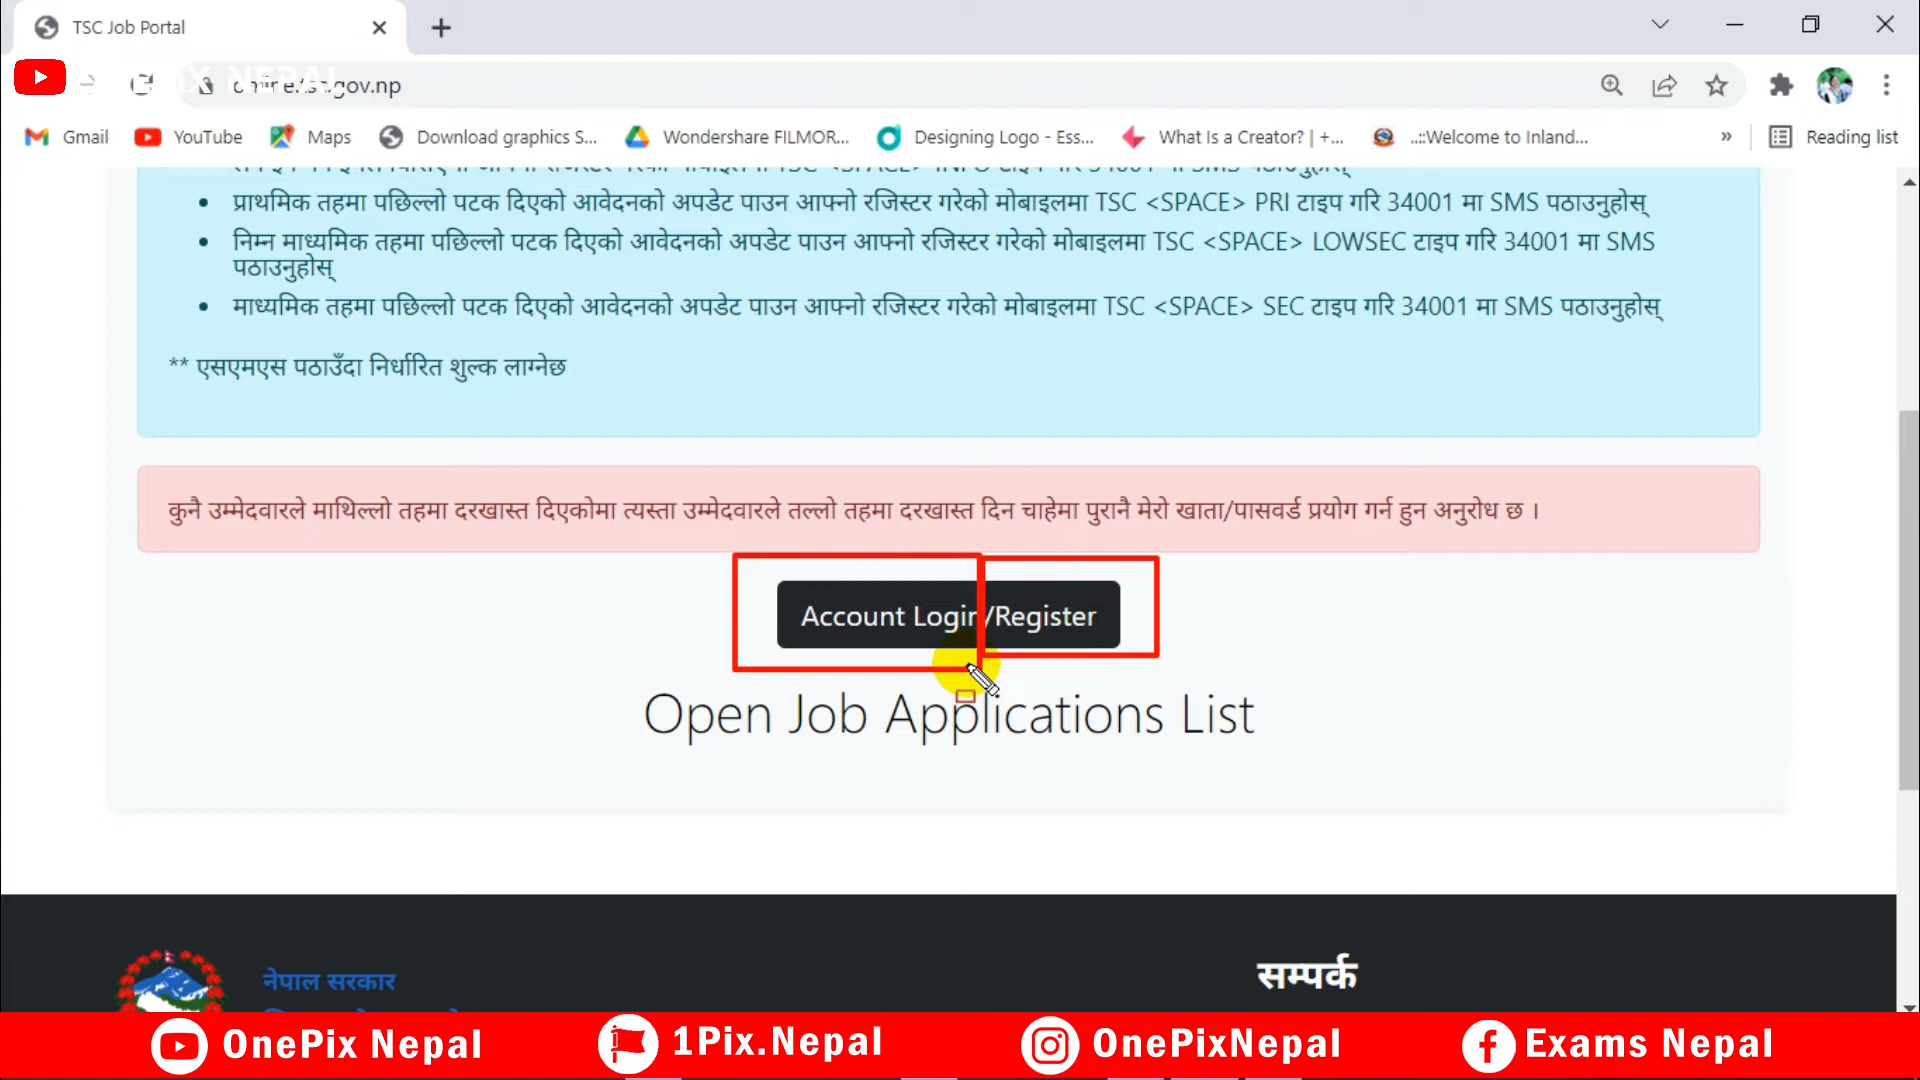 TSC Job Portal
NEPAL
.gov.np
Gmail
YouTube
Maps
Download graphics S...
Wondershare FILMOR...
Designing Logo - Ess...
What Is a Creator? | +...
..::Welcome to Inland...
»
Reading list
प्राथमिक तहमा पछिल्लो पटक दिएको आवेदनको अपडेट पाउन आफ्नो रजिस्टर गरेको मोबाइलमा TSC <SPACE> PRI टाइप गरि 34001 मा SMS पठाउनुहोस्
निम्न माध्यमिक तहमा पछिल्लो पटक दिएको आवेदनको अपडेट पाउन आफ्नो रजिस्टर गरेको मोबाइलमा TSC <SPACE> LOWSEC टाइप गरि 34001 मा SMS
पठाउनुहोस्
माध्यमिक तहमा पछिल्लो पटक दिएको आवेदनको अपडेट पाउन आफ्नो रजिस्टर गरेको मोबाइलमा TSC <SPACE> SEC टाइप गरि 34001 मा SMS पठाउनुहोस्
** एसएमएस पठाउँदा निर्धारित शुल्क लाग्नेछ
कुनै उम्मेदवारले माथिल्लो तहमा दरखास्त दिएकोमा त्यस्ता उम्मेदवारले तल्लो तहमा दरखास्त दिन चाहेमा पुरानै मेरो खाता/पासवर्ड प्रयोग गर्न हुन अनुरोध छ ।
Account Login/Register
Open Job Applications List
नेपाल सरकार
सम्पर्क
OnePix Nepal
1Pix.Nepal
OnePixNepal
Exams Nepal